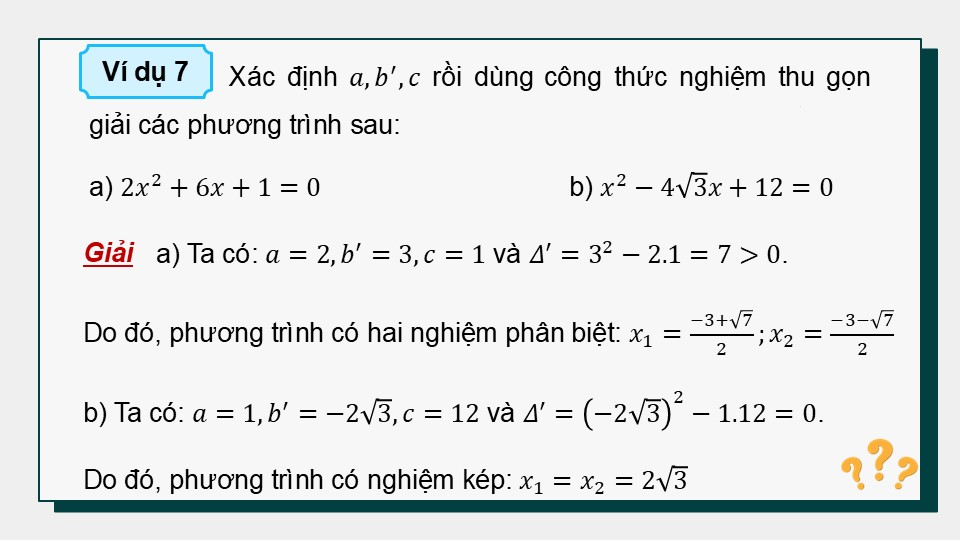 Ví dụ 7 Xác định 𝑎, 𝑏′, 𝑐 rồi dùng công thức nghiệm thu gọn
giải các phương trình sau:
a) 2𝑥² + 6𝑥 + 1 = 0 b) 𝑥² − 4√3𝑥 + 12 = 0
Giải a) Ta có: 𝑎 = 2, 𝑏′ = 3, 𝑐 = 1 và 𝛥′ = 3² − 2.1 = 7 > 0.
Do đó, phương trình có hai nghiệm phân biệt: 𝑥₁ = (−3+√7)/2 ; 𝑥₂ = (−3−√7)/2
b) Ta có: 𝑎 = 1, 𝑏′ = −2√3, 𝑐 = 12 và 𝛥′ = (−2√3)² − 1.12 = 0.
Do đó, phương trình có nghiệm kép: 𝑥₁ = 𝑥₂ = 2√3
???